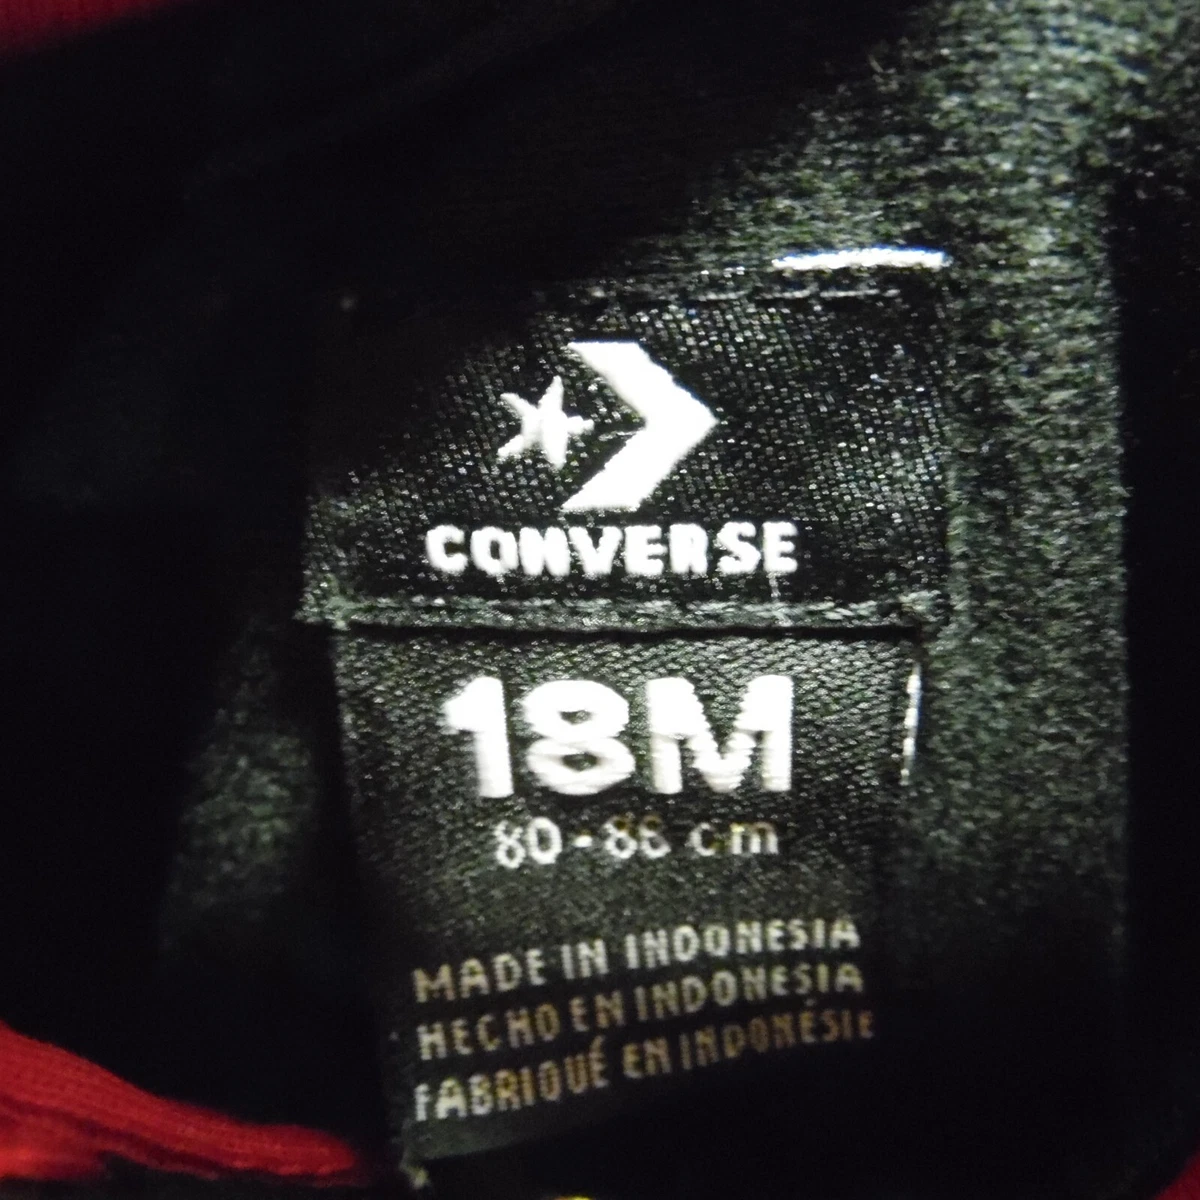 CONVERSE
18M
80-86 cm
MADE IN INDONESIA
HECHO EN INDONESIA
FABRIQUÉ EN INDONÉSIE